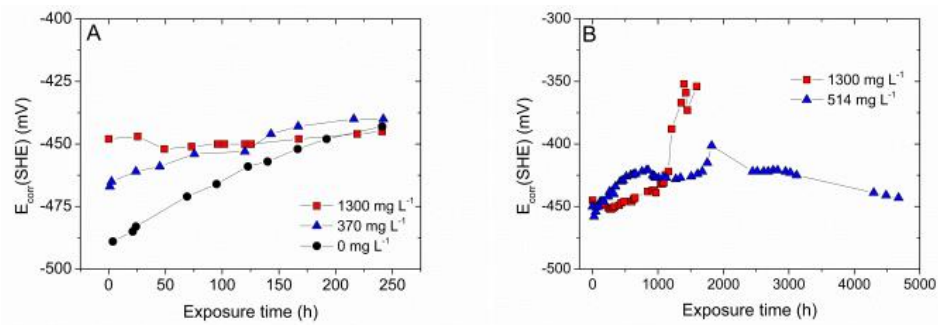 A
-400
-425
-450
-475
-500
E_corr(SHE) (mV)
0 50 100 150 200 250
Exposure time (h)
1300 mg L⁻¹
370 mg L⁻¹
0 mg L⁻¹
B
-300
-350
-400
-450
-500
E_corr(SHE) (mV)
0 1000 2000 3000 4000 5000
Exposure time (h)
1300 mg L⁻¹
514 mg L⁻¹